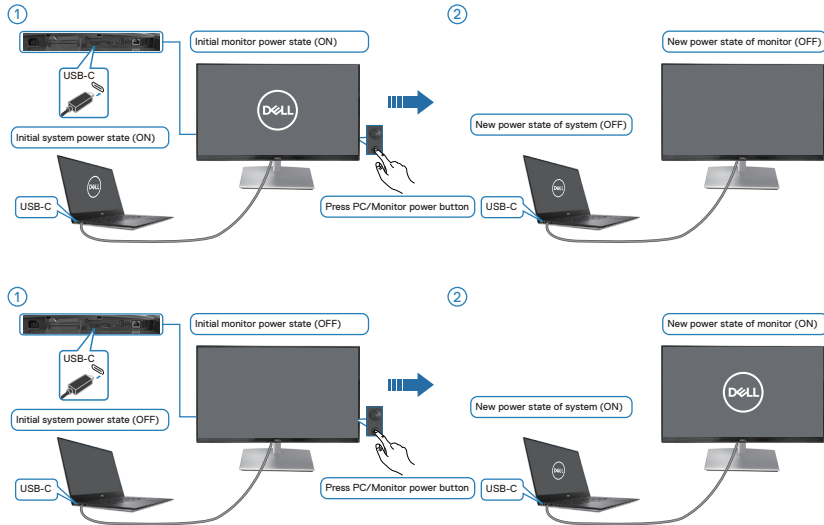 1
2
Initial monitor power state (ON)
New power state of monitor (OFF)
USB-C
DELL
New power state of system (OFF)
Initial system power state (ON)
DELL
DELL
USB-C
Press PC/Monitor power button
USB-C
1
2
Initial monitor power state (OFF)
New power state of monitor (ON)
USB-C
DELL
New power state of system (ON)
Initial system power state (OFF)
DELL
USB-C
Press PC/Monitor power button
USB-C